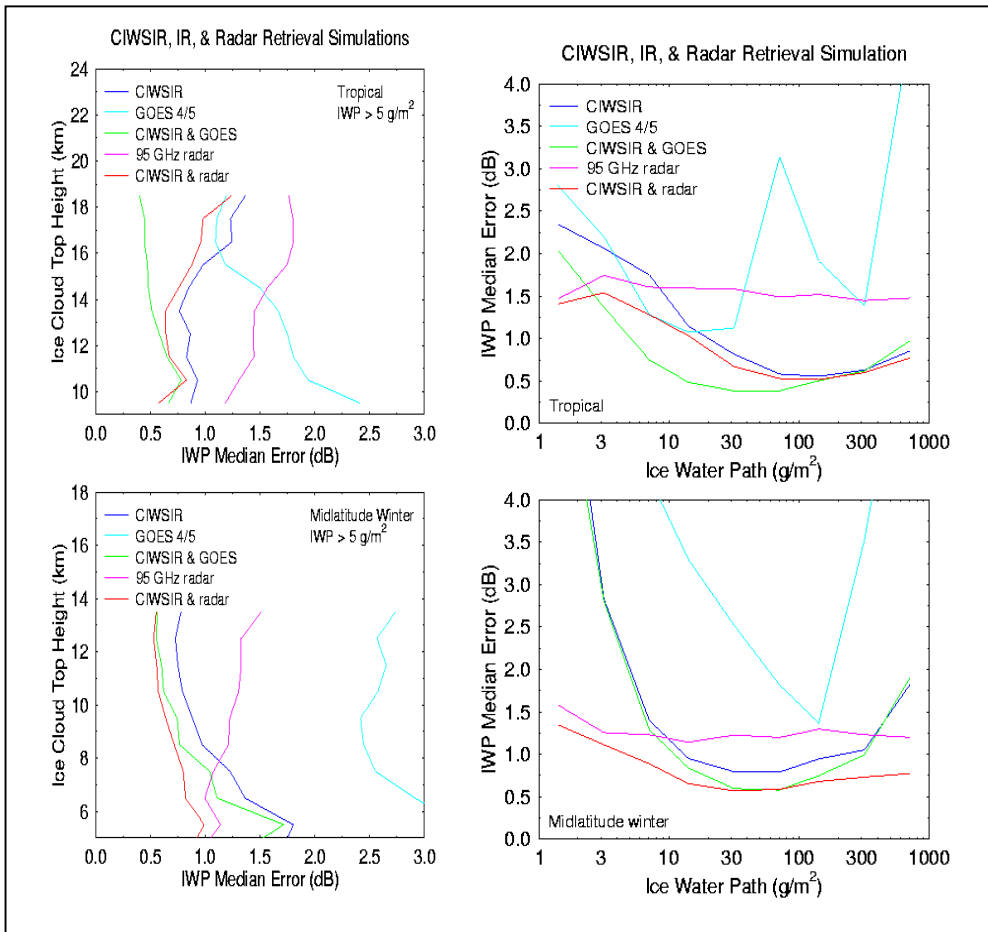 CIWSIR, IR, & Radar Retrieval Simulations
24
22
20
18
16
14
12
10
Ice Cloud Top Height (km)
CIWSIR
GOES 4/5
CIWSIR & GOES
95 GHz radar
CIWSIR & radar
Tropical
IWP > 5 g/m²
0.0 0.5 1.0 1.5 2.0 2.5 3.0
IWP Median Error (dB)
CIWSIR, IR, & Radar Retrieval Simulation
4.0
3.5
3.0
2.5
2.0
1.5
1.0
0.5
0.0
IWP Median Error (dB)
CIWSIR
GOES 4/5
CIWSIR & GOES
95 GHz radar
CIWSIR & radar
Tropical
1 3 10 30 100 300 1000
Ice Water Path (g/m²)
18
16
14
12
10
8
6
Ice Cloud Top Height (km)
CIWSIR
GOES 4/5
CIWSIR & GOES
95 GHz radar
CIWSIR & radar
Midlatitude Winter
IWP > 5 g/m²
0.0 0.5 1.0 1.5 2.0 2.5 3.0
IWP Median Error (dB)
4.0
3.5
3.0
2.5
2.0
1.5
1.0
0.5
0.0
IWP Median Error (dB)
Midlatitude winter
1 3 10 30 100 300 1000
Ice Water Path (g/m²)